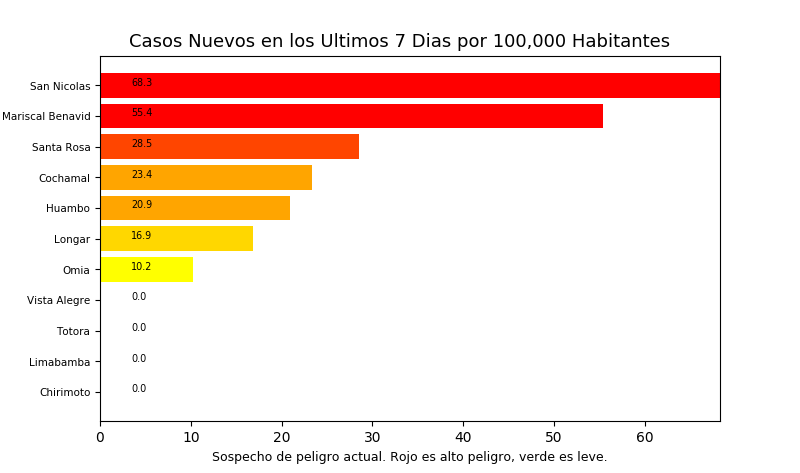 Casos Nuevos en los Ultimos 7 Dias por 100,000 Habitantes
San Nicolas 68.3
Mariscal Benavid 55.4
Santa Rosa 28.5
Cochamal 23.4
Huambo 20.9
Longar 16.9
Omia 10.2
Vista Alegre 0.0
Totora 0.0
Limabamba 0.0
Chirimoto 0.0
0 10 20 30 40 50 60
Sospecho de peligro actual. Rojo es alto peligro, verde es leve.